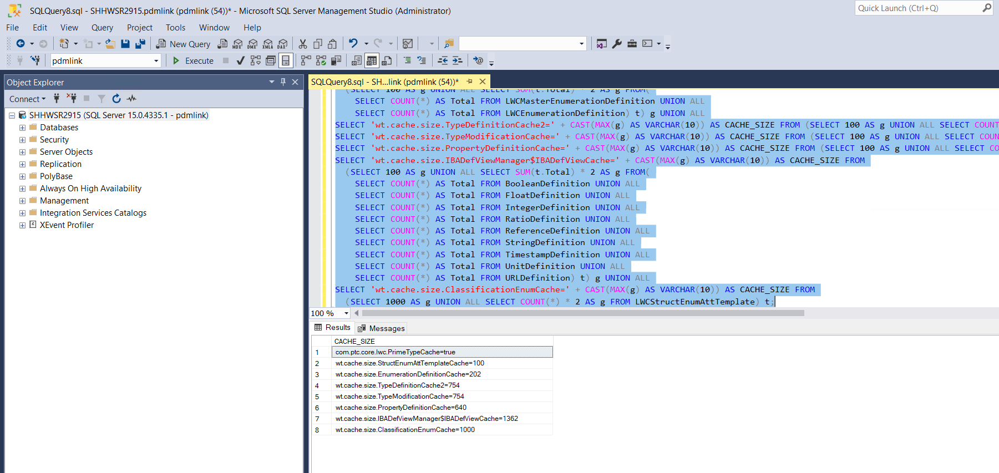 SQLQuery8.sql - SHHWSR2915.pdmlink (pdmlink (54))* - Microsoft SQL Server Management Studio (Administrator)
Quick Launch (Ctrl+Q)
File Edit View Query Project Tools Window Help
New Query MDX DMX XMLA DAX
pdmlink Execute
Object Explorer
SQLQuery8.sql - SH...link (pdmlink (54))*
Connect
SHHWSR2915 (SQL Server 15.0.4335.1 - pdmlink)
Databases
Security
Server Objects
Replication
PolyBase
Always On High Availability
Management
Integration Services Catalogs
XEvent Profiler
(SELECT 100 AS g UNION ALL SELECT SUM(t.Total) * 2 AS g FROM(
SELECT COUNT(*) AS Total FROM LWCMasterEnumerationDefinition UNION ALL
SELECT COUNT(*) AS Total FROM LWCEnumerationDefinition) t) g UNION ALL
SELECT 'wt.cache.size.TypeDefinitionCache2=' + CAST(MAX(g) AS VARCHAR(10)) AS CACHE_SIZE FROM (SELECT 100 AS g UNION ALL SELECT COUNT
SELECT 'wt.cache.size.TypeModificationCache=' + CAST(MAX(g) AS VARCHAR(10)) AS CACHE_SIZE FROM (SELECT 100 AS g UNION ALL SELECT COUN
SELECT 'wt.cache.size.PropertyDefinitionCache=' + CAST(MAX(g) AS VARCHAR(10)) AS CACHE_SIZE FROM (SELECT 100 AS g UNION ALL SELECT CO
SELECT 'wt.cache.size.IBADefViewManager$IBADefViewCache=' + CAST(MAX(g) AS VARCHAR(10)) AS CACHE_SIZE FROM
(SELECT 100 AS g UNION ALL SELECT SUM(t.Total) * 2 AS g FROM(
SELECT COUNT(*) AS Total FROM BooleanDefinition UNION ALL
SELECT COUNT(*) AS Total FROM FloatDefinition UNION ALL
SELECT COUNT(*) AS Total FROM IntegerDefinition UNION ALL
SELECT COUNT(*) AS Total FROM RatioDefinition UNION ALL
SELECT COUNT(*) AS Total FROM ReferenceDefinition UNION ALL
SELECT COUNT(*) AS Total FROM StringDefinition UNION ALL
SELECT COUNT(*) AS Total FROM TimestampDefinition UNION ALL
SELECT COUNT(*) AS Total FROM UnitDefinition UNION ALL
SELECT COUNT(*) AS Total FROM URLDefinition) t) g UNION ALL
SELECT 'wt.cache.size.ClassificationEnumCache=' + CAST(MAX(g) AS VARCHAR(10)) AS CACHE_SIZE FROM
(SELECT 1000 AS g UNION ALL SELECT COUNT(*) * 2 AS g FROM LWCStructEnumAttTemplate) t;
100 %
Results Messages
CACHE_SIZE
1 com.ptc.core.lwc.PrimeTypeCache=true
2 wt.cache.size.StructEnumAttTemplateCache=100
3 wt.cache.size.EnumerationDefinitionCache=202
4 wt.cache.size.TypeDefinitionCache2=754
5 wt.cache.size.TypeModificationCache=754
6 wt.cache.size.PropertyDefinitionCache=640
7 wt.cache.size.IBADefViewManager$IBADefViewCache=1362
8 wt.cache.size.ClassificationEnumCache=1000